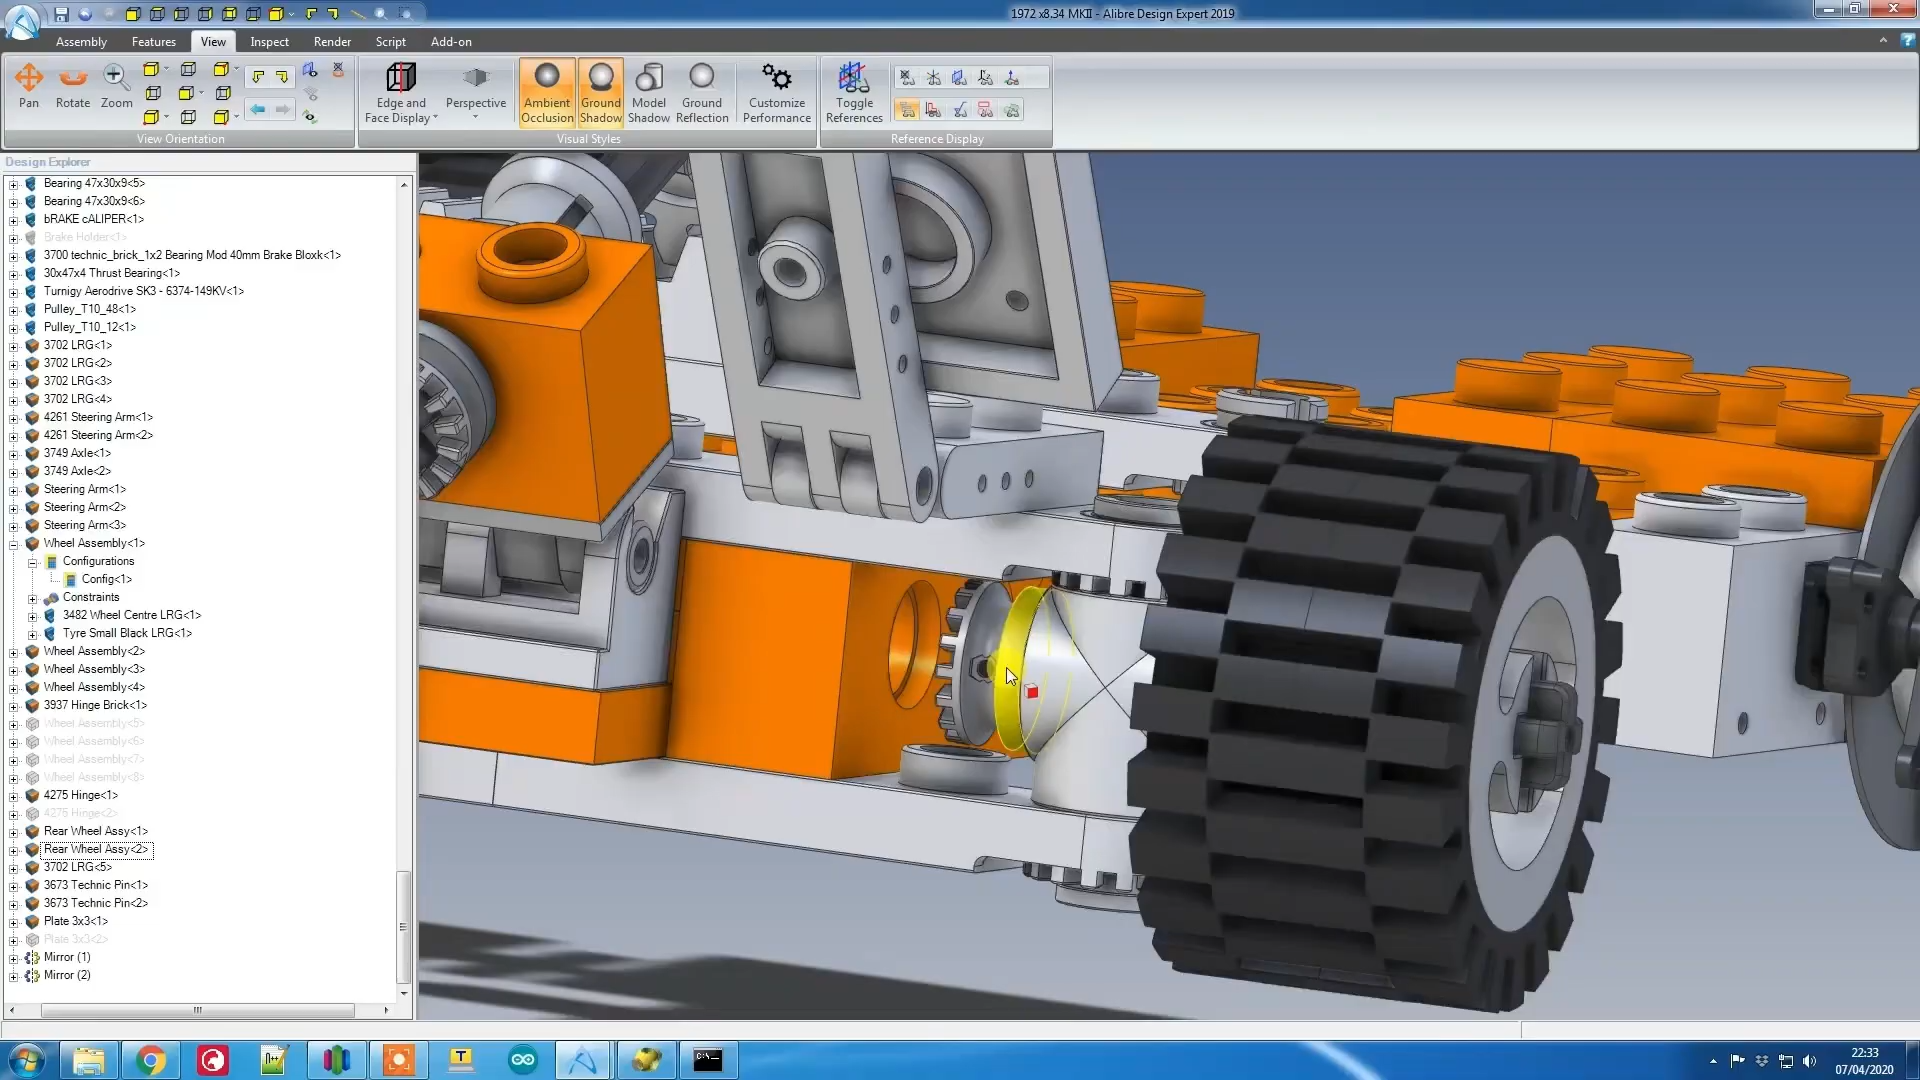 1972 x8.34 MKII - Alibre Design Expert 2019
Assembly Features View Inspect Render Script Add-on
Pan Rotate Zoom
View Orientation
Edge and Face Display
Perspective
Ambient Occlusion
Ground Shadow
Model Shadow
Ground Reflection
Customize Performance
Visual Styles
Toggle References
Reference Display
Design Explorer
Bearing 47x30x9<5>
Bearing 47x30x9<6>
bRAKE cALIPER<1>
Brake Holder<1>
3700 technic_brick_1x2 Bearing Mod 40mm Brake Bloxk<1>
30x47x4 Thrust Bearing<1>
Turnigy Aerodrive SK3 - 6374-149KV<1>
Pulley_T10_48<1>
Pulley_T10_12<1>
3702 LRG<1>
3702 LRG<2>
3702 LRG<3>
3702 LRG<4>
4261 Steering Arm<1>
4261 Steering Arm<2>
3749 Axle<1>
3749 Axle<2>
Steering Arm<1>
Steering Arm<2>
Steering Arm<3>
Wheel Assembly<1>
Configurations
Config<1>
Constraints
3482 Wheel Centre LRG<1>
Tyre Small Black LRG<1>
Wheel Assembly<2>
Wheel Assembly<3>
Wheel Assembly<4>
3937 Hinge Brick<1>
Wheel Assembly<5>
Wheel Assembly<6>
Wheel Assembly<7>
Wheel Assembly<8>
4275 Hinge<1>
4275 Hinge<2>
Rear Wheel Assy<1>
Rear Wheel Assy<2>
3702 LRG<5>
3673 Technic Pin<1>
3673 Technic Pin<2>
Plate 3x3<1>
Plate 3x3<2>
Mirror (1)
Mirror (2)
22:33
07/04/2020